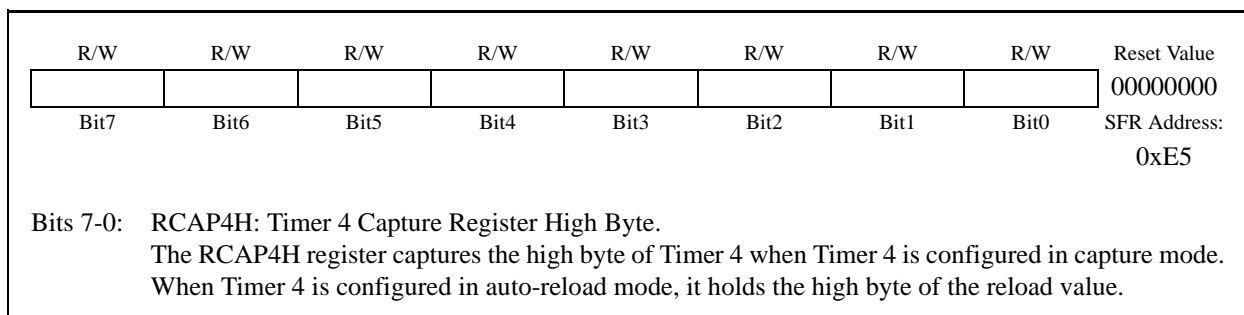 R/W R/W R/W R/W R/W R/W R/W R/W Reset Value
00000000
Bit7 Bit6 Bit5 Bit4 Bit3 Bit2 Bit1 Bit0 SFR Address:
0xE5
Bits 7-0: RCAP4H: Timer 4 Capture Register High Byte.
The RCAP4H register captures the high byte of Timer 4 when Timer 4 is configured in capture mode.
When Timer 4 is configured in auto-reload mode, it holds the high byte of the reload value.